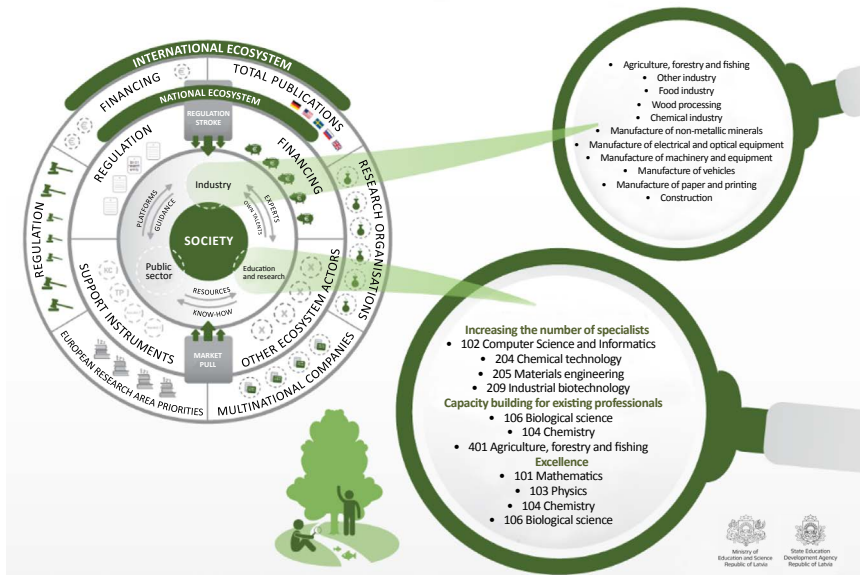 INTERNATIONAL ECOSYSTEM
FINANCING
TOTAL PUBLICATIONS
NATIONAL ECOSYSTEM
REGULATION
STROKE
REGULATION
FINANCING
RESEARCH ORGANISATIONS
REGULATION
Industry
PLATFORMS
GUIDANCE
EXPERTS
OWN TALENTS
SOCIETY
Public
sector
Education
and research
RESOURCES
KNOW-HOW
SUPPORT INSTRUMENTS
OTHER ECOSYSTEM ACTORS
MARKET
PULL
EUROPEAN RESEARCH AREA PRIORITIES
MULTINATIONAL COMPANIES
• Agriculture, forestry and fishing
• Other industry
• Food industry
• Wood processing
• Chemical industry
• Manufacture of non-metallic minerals
• Manufacture of electrical and optical equipment
• Manufacture of machinery and equipment
• Manufacture of vehicles
• Manufacture of paper and printing
• Construction
Increasing the number of specialists
• 102 Computer Science and Informatics
• 204 Chemical technology
• 205 Materials engineering
• 209 Industrial biotechnology
Capacity building for existing professionals
• 106 Biological science
• 104 Chemistry
• 401 Agriculture, forestry and fishing
Excellence
• 101 Mathematics
• 103 Physics
• 104 Chemistry
• 106 Biological science
Ministry of
Education and Science
Republic of Latvia
State Education
Development Agency
Republic of Latvia